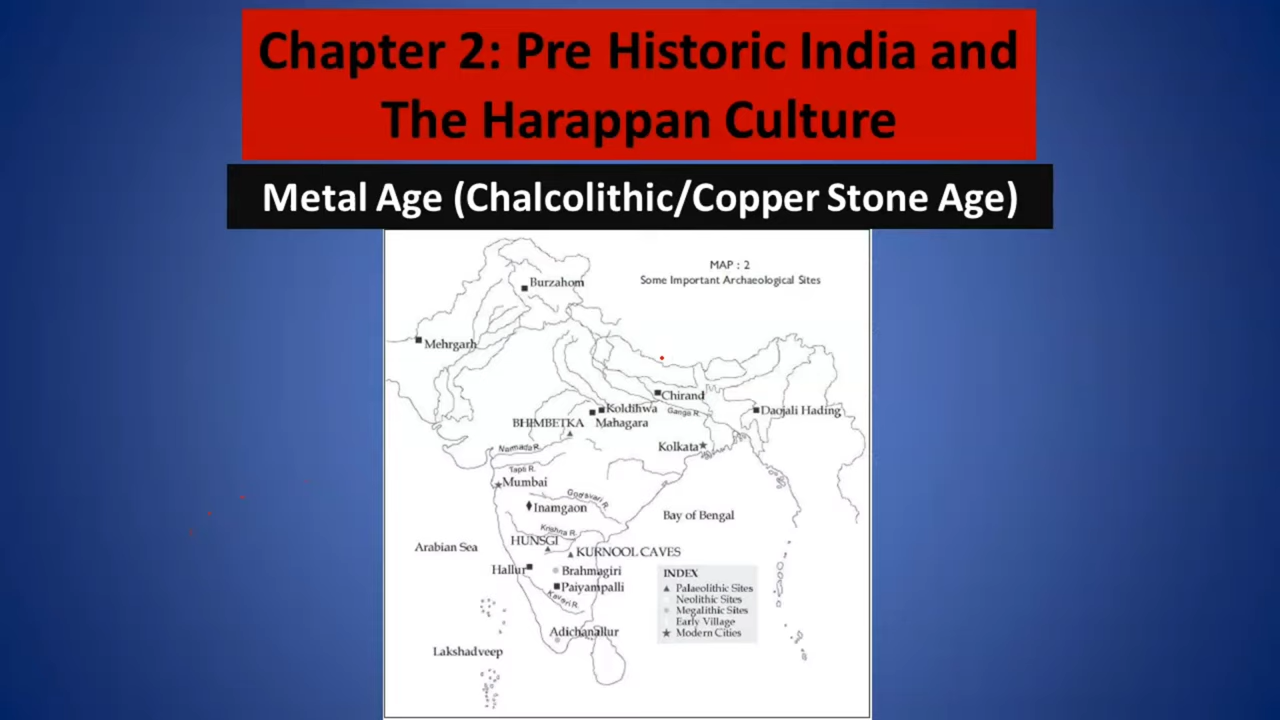 Chapter 2: Pre Historic India and
The Harappan Culture
Metal Age (Chalcolithic/Copper Stone Age)
MAP : 2
Some Important Archaeological Sites
Burzahom
Mehrgarh
Chirand
Koldihwa
Ganga R.
Daojali Hading
BHIMBETKA
Mahagara
Kolkata
Narmada R.
Tapti R.
Mumbai
Godavari R.
Inamgaon
Bay of Bengal
Krishna R.
HUNSGI
Arabian Sea
KURNOOL CAVES
Hallur
Brahmagiri
Paiyampalli
Kaveri R.
INDEX
Palaeolithic Sites
Neolithic Sites
Megalithic Sites
Early Village
Modern Cities
Adichanallur
Lakshadveep